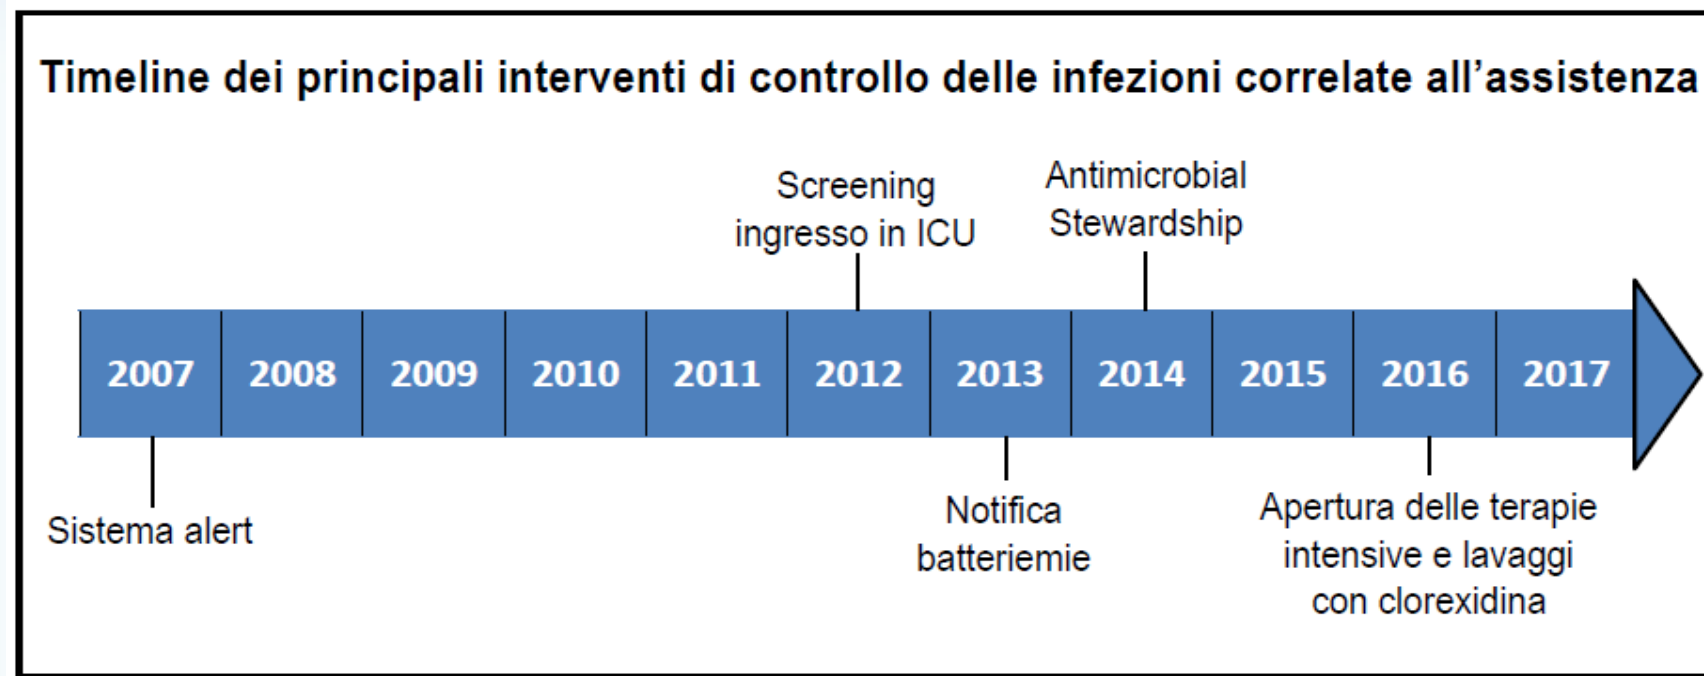 Timeline dei principali interventi di controllo delle infezioni correlate all’assistenza
Screening
ingresso in ICU
Antimicrobial
Stewardship
2007 2008 2009 2010 2011 2012 2013 2014 2015 2016 2017
Sistema alert
Notifica
batteriemie
Apertura delle terapie
intensive e lavaggi
con clorexidina